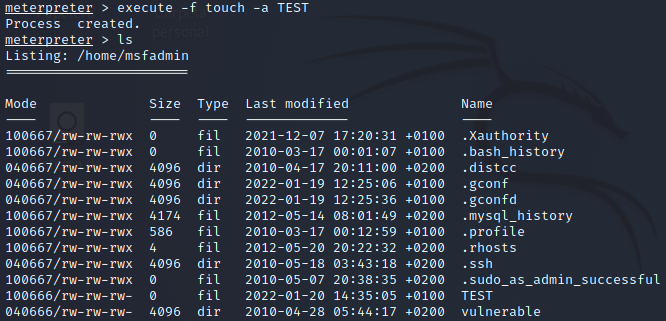 meterpreter > execute -f touch -a TEST
Process  created.
meterpreter > ls
Listing: /home/msfadmin
=======================

Mode              Size  Type  Last modified              Name
----              ----  ----  -------------              ----
100667/rw-rw-rwx  0     fil   2021-12-07 17:20:31 +0100  .Xauthority
100667/rw-rw-rwx  0     fil   2010-03-17 00:01:07 +0100  .bash_history
040667/rw-rw-rwx  4096  dir   2010-04-17 20:11:00 +0200  .distcc
040667/rw-rw-rwx  4096  dir   2022-01-19 12:25:06 +0100  .gconf
040667/rw-rw-rwx  4096  dir   2022-01-19 12:25:36 +0100  .gconfd
100667/rw-rw-rwx  4174  fil   2012-05-14 08:01:49 +0200  .mysql_history
100667/rw-rw-rwx  586   fil   2010-03-17 00:12:59 +0100  .profile
100667/rw-rw-rwx  4     fil   2012-05-20 20:22:32 +0200  .rhosts
040667/rw-rw-rwx  4096  dir   2010-05-18 03:43:18 +0200  .ssh
100667/rw-rw-rwx  0     fil   2010-05-07 20:38:35 +0200  .sudo_as_admin_successful
100666/rw-rw-rw-  0     fil   2022-01-20 14:35:05 +0100  TEST
040666/rw-rw-rw-  4096  dir   2010-04-28 05:44:17 +0200  vulnerable